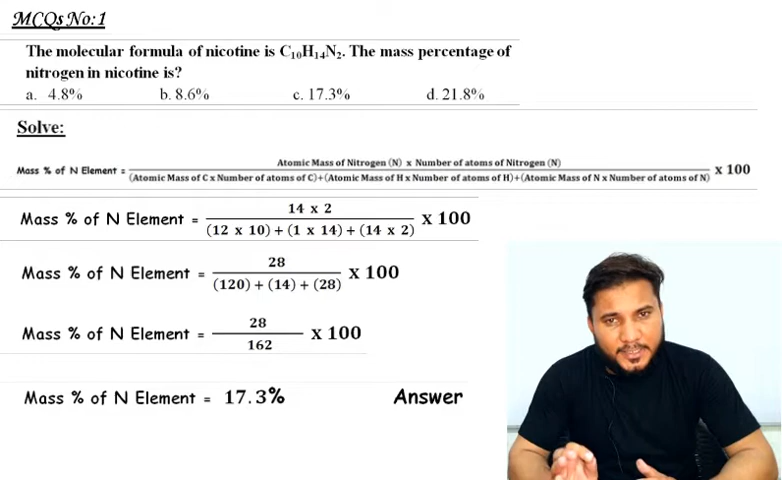 MCQs No:1
The molecular formula of nicotine is C₁₀H₁₄N₂. The mass percentage of
nitrogen in nicotine is?
a. 4.8% b. 8.6% c. 17.3% d. 21.8%
Solve:
Mass % of N Element = Atomic Mass of Nitrogen (N) x Number of atoms of Nitrogen (N) / (Atomic Mass of C x Number of atoms of C)+(Atomic Mass of H x Number of atoms of H)+(Atomic Mass of N x Number of atoms of N) x 100
Mass % of N Element = 14 x 2 / (12 x 10) + (1 x 14) + (14 x 2) x 100
Mass % of N Element = 28 / (120) + (14) + (28) x 100
Mass % of N Element = 28 / 162 x 100
Mass % of N Element = 17.3% Answer